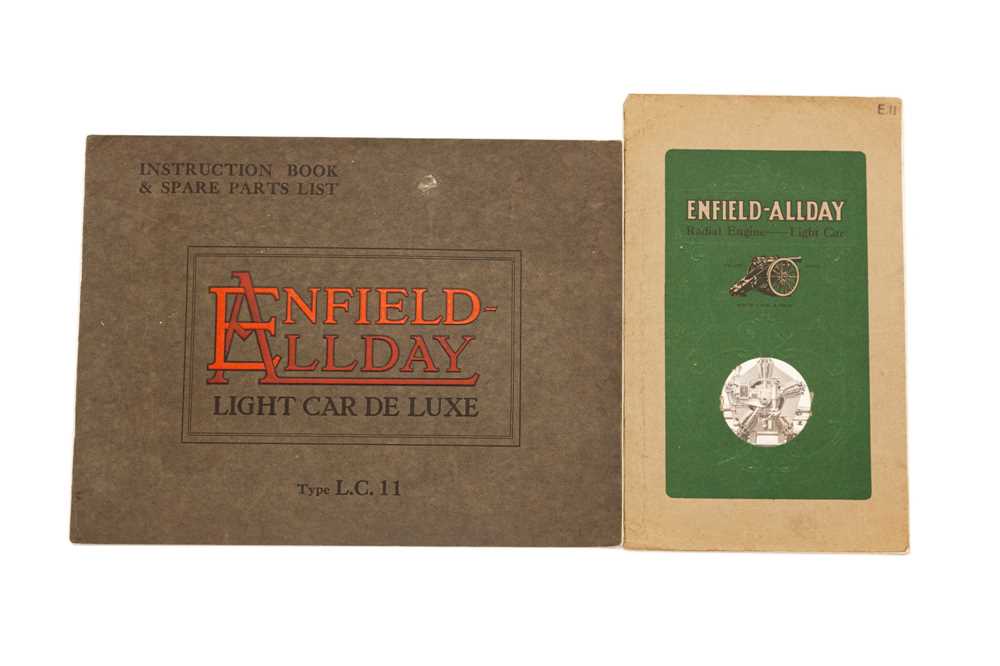 INSTRUCTION BOOK
& SPARE PARTS LIST
ENFIELD-
ALLDAY
LIGHT CAR DE LUXE
Type L.C. 11
E.11
ENFIELD-ALLDAY
Radial Engine—Light Car